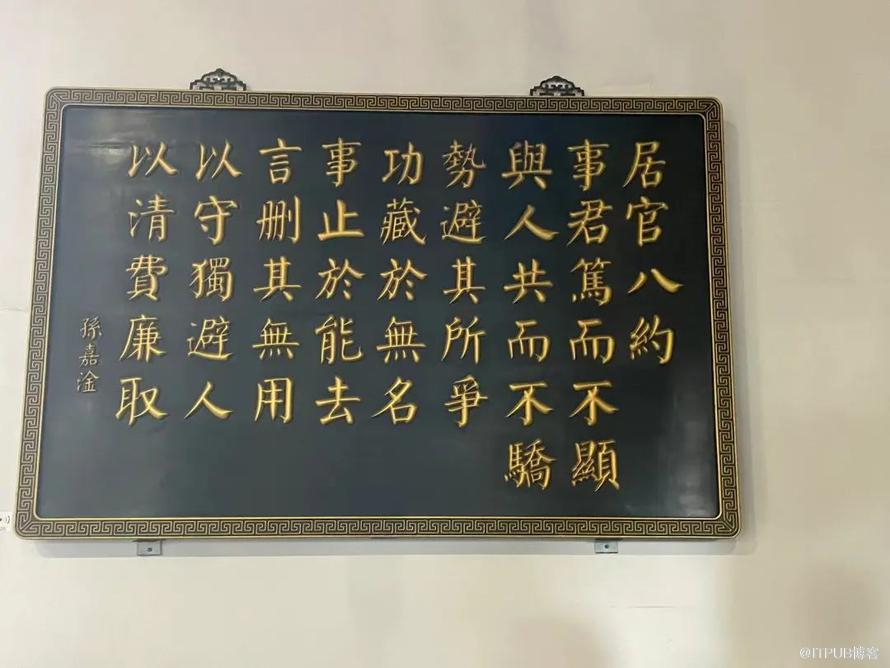 居官八約
事君篤而不顯
與人共而不驕
勢避其所爭
功藏於無名
事止於能去
言刪其無用
以守獨避人
以清費廉取
孫嘉淦
@ITPUB博客